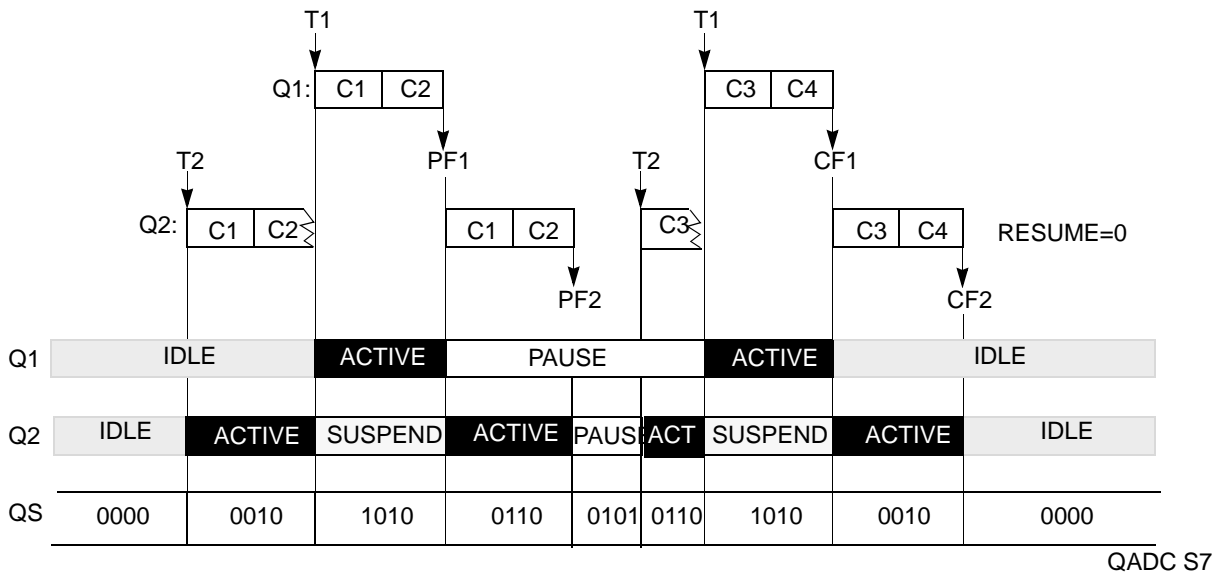 T1 T1
Q1: C1 C2 C3 C4
T2 PF1 T2 CF1
Q2: C1 C2 C1 C2 C3 C3 C4 RESUME=0
PF2 CF2
Q1 IDLE ACTIVE PAUSE ACTIVE IDLE
Q2 IDLE ACTIVE SUSPEND ACTIVE PAUSE ACT SUSPEND ACTIVE IDLE
QS 0000 0010 1010 0110 0101 0110 1010 0010 0000
QADC S7